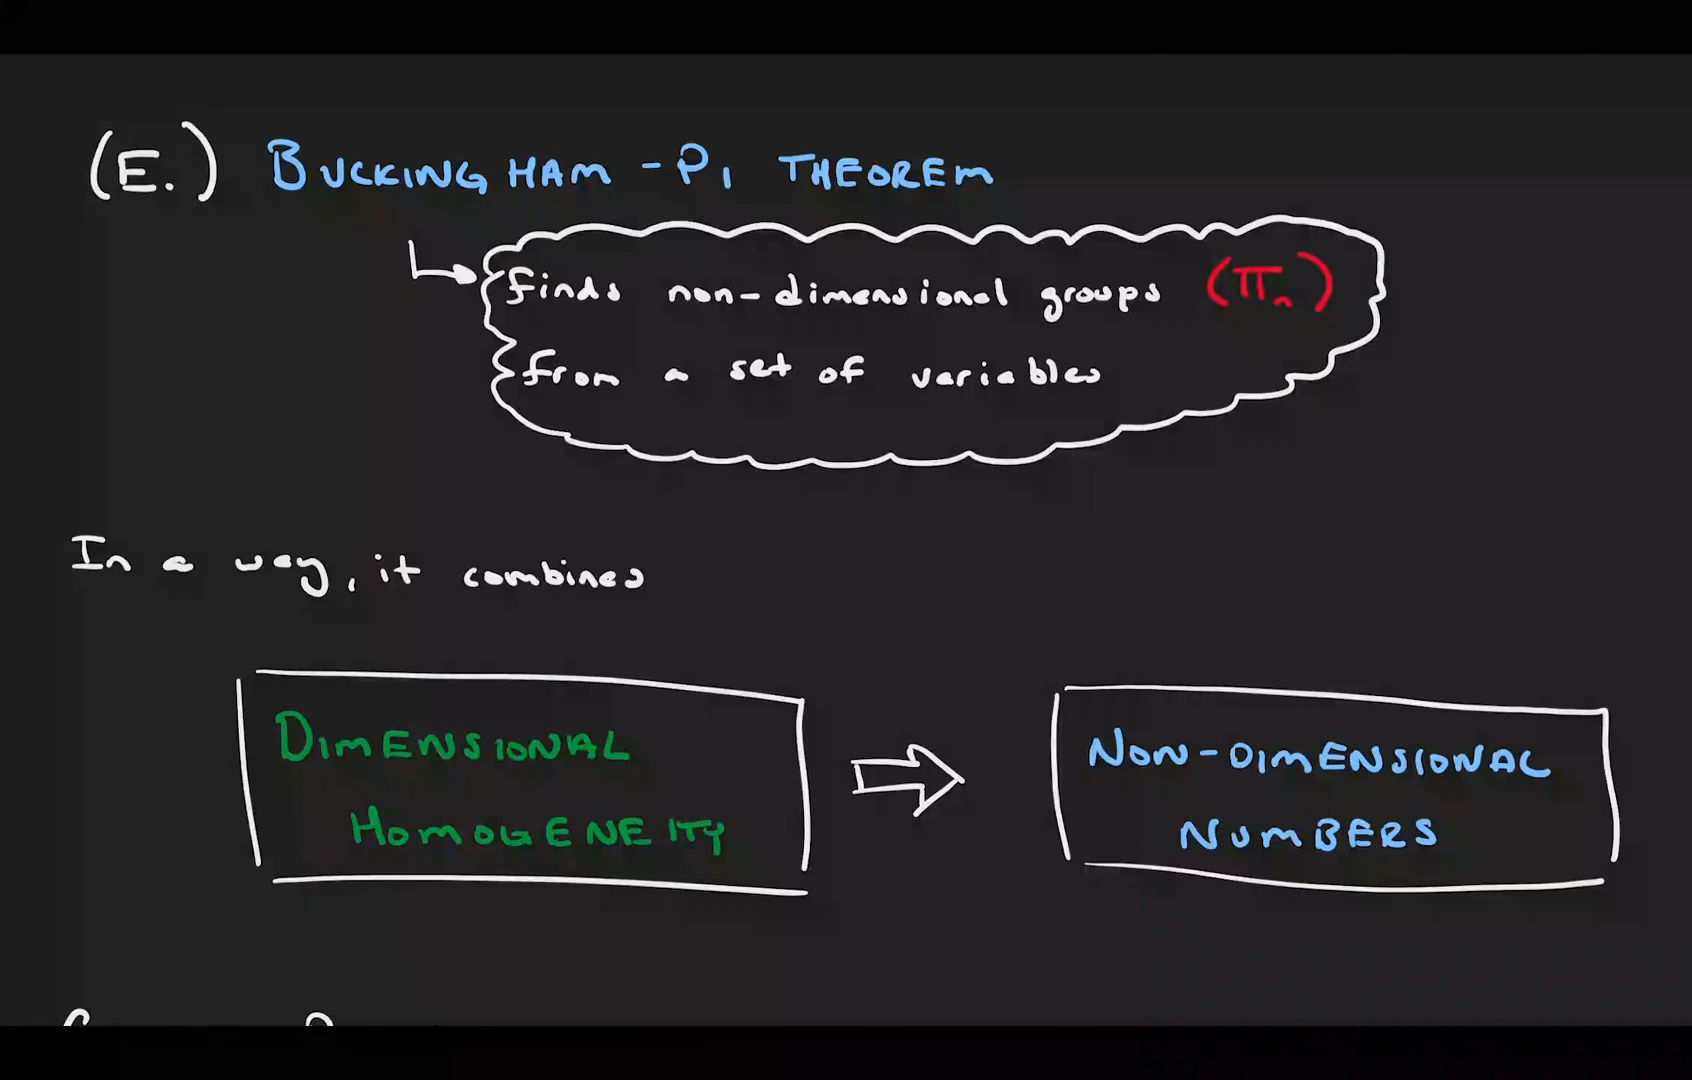 (E.) BUCKINGHAM-PI THEOREM
finds non-dimensional groups (πn)
from a set of variables
In a way, it combines
DIMENSIONAL
HOMOGENEITY
NON-DIMENSIONAL
NUMBERS